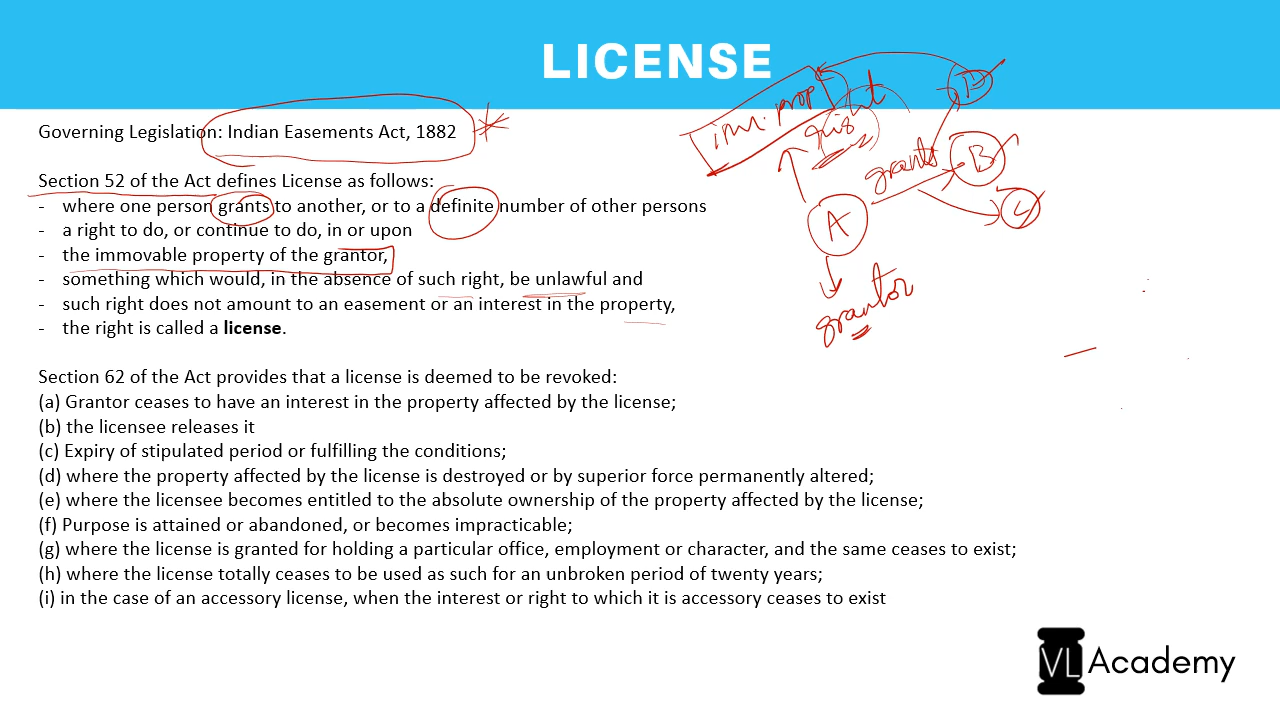 LICENSE
Governing Legislation: Indian Easements Act, 1882
Section 52 of the Act defines License as follows:
- where one person grants to another, or to a definite number of other persons
- a right to do, or continue to do, in or upon
- the immovable property of the grantor,
- something which would, in the absence of such right, be unlawful and
- such right does not amount to an easement or an interest in the property,
- the right is called a license.
imm. prop
right
grants
A
B
grantor
Section 62 of the Act provides that a license is deemed to be revoked:
(a) Grantor ceases to have an interest in the property affected by the license;
(b) the licensee releases it
(c) Expiry of stipulated period or fulfilling the conditions;
(d) where the property affected by the license is destroyed or by superior force permanently altered;
(e) where the licensee becomes entitled to the absolute ownership of the property affected by the license;
(f) Purpose is attained or abandoned, or becomes impracticable;
(g) where the license is granted for holding a particular office, employment or character, and the same ceases to exist;
(h) where the license totally ceases to be used as such for an unbroken period of twenty years;
(i) in the case of an accessory license, when the interest or right to which it is accessory ceases to exist
VL Academy